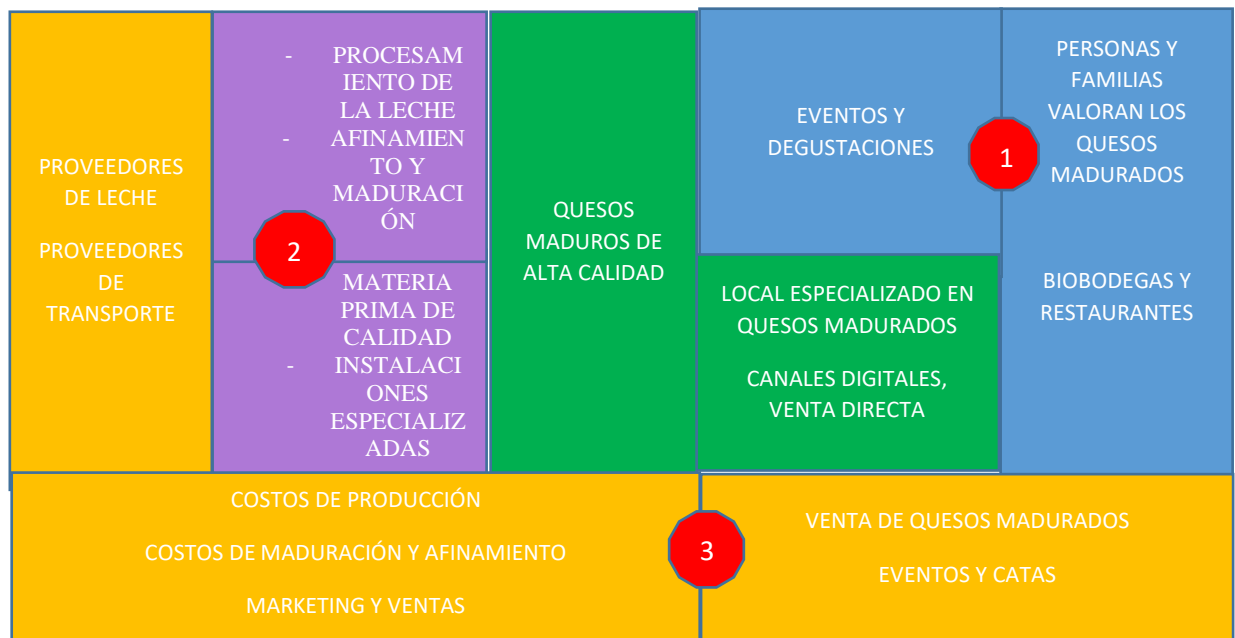 PROVEEDORES
DE LECHE
PROVEEDORES
DE
TRANSPORTE
- PROCESAM
IENTO DE
LA LECHE
- AFINAMIEN
TO Y
MADURACI
ÓN
2
MATERIA
PRIMA DE
CALIDAD
- INSTALACI
ONES
ESPECIALIZ
ADAS
QUESOS
MADUROS DE
ALTA CALIDAD
EVENTOS Y
DEGUSTACIONES
LOCAL ESPECIALIZADO EN
QUESOS MADURADOS
CANALES DIGITALES,
VENTA DIRECTA
1
PERSONAS Y
FAMILIAS
VALORAN LOS
QUESOS
MADURADOS
BIOBODEGAS Y
RESTAURANTES
COSTOS DE PRODUCCIÓN
COSTOS DE MADURACIÓN Y AFINAMIENTO
MARKETING Y VENTAS
3
VENTA DE QUESOS MADURADOS
EVENTOS Y CATAS